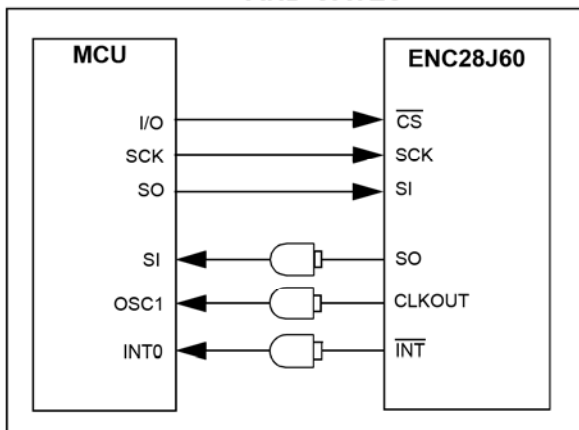 MCU
ENC28J60
I/O
CS
SCK
SCK
SO
SI
SI
SO
OSC1
CLKOUT
INT0
INT